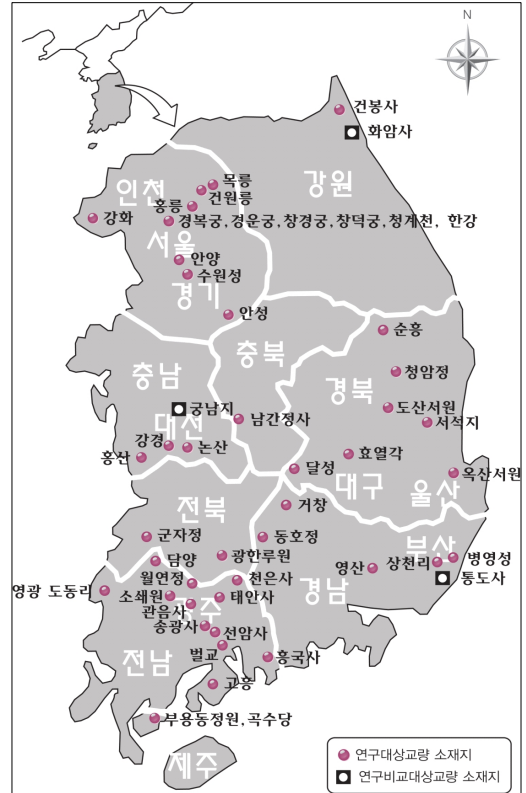 N
건봉사
화암사
강원
목릉
인천
건원릉
홍릉
강화
경복궁,경운궁,창경궁,창덕궁,청계천, 한강
서울
안양
수원성
경기
안성
순흥
충북
충남
경북
청암정
궁남지
도산서원
대전
남간정사
서석지
강경
논산
홍산
효열각
달성
옥산서원
대구
울산
전북
거창
군자정
동호정
부산
담양
광한루원
상천리
병영성
영산
통도사
월연정
천은사
경남
영광 도동리
소쇄원
태안사
관음사
송광사
선암사
전남
벌교
흥국사
고흥
부용동정원,곡수당
제주
연구대상교량 소재지
연구비교대상교량 소재지